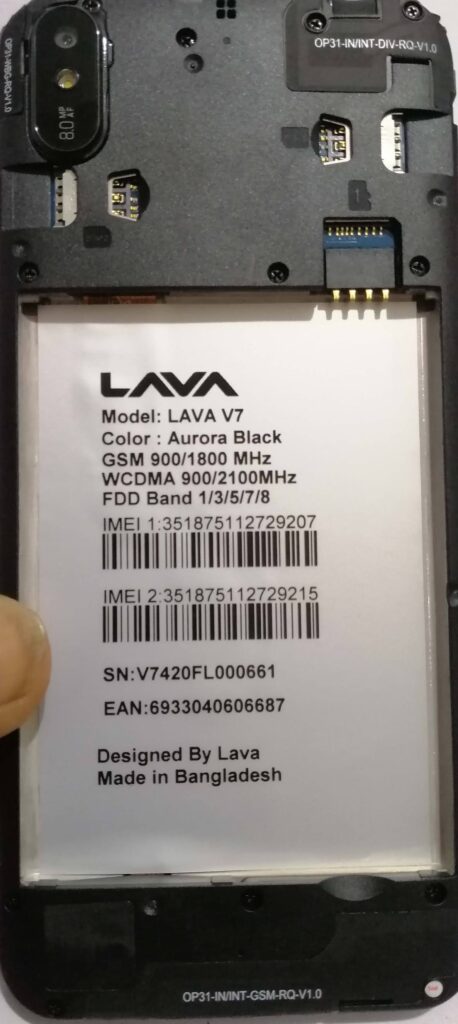 OP31-IN/INT-DIV-RQ-V1.0
8.0 MP
AF
LAVA
Model: LAVA V7
Color : Aurora Black
GSM 900/1800 MHz
WCDMA 900/2100MHz
FDD Band 1/3/5/7/8
IMEI 1:351875112729207
IMEI 2:351875112729215
SN:V7420FL000661
EAN:6933040606687
Designed By Lava
Made in Bangladesh
OP31-IN/INT-GSM-RQ-V1.0